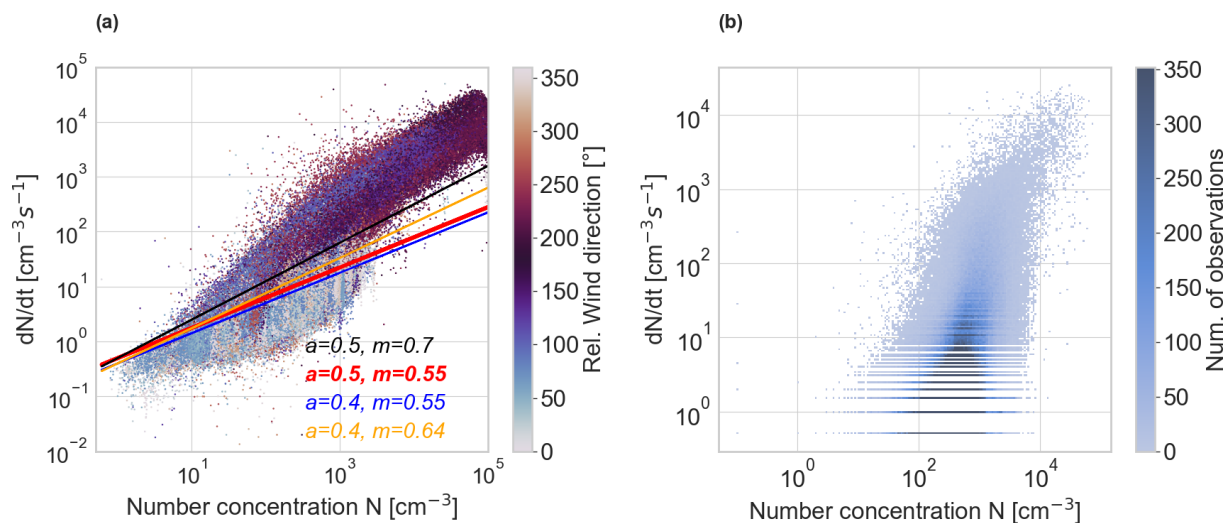 (a)
10^5
10^4
10^3
10^2
10^1
10^0
10^−1
10^−2
dN/dt [cm^−3 s^−1]
a=0.5, m=0.7
a=0.5, m=0.55
a=0.4, m=0.55
a=0.4, m=0.64
10^1
10^3
10^5
Number concentration N [cm^−3]
350
300
250
200
150
100
50
0
Rel. Wind direction [°]
(b)
10^4
10^3
10^2
10^1
10^0
dN/dt [cm^−3 s^−1]
10^0
10^2
10^4
Number concentration N [cm^−3]
350
300
250
200
150
100
50
0
Num. of observations